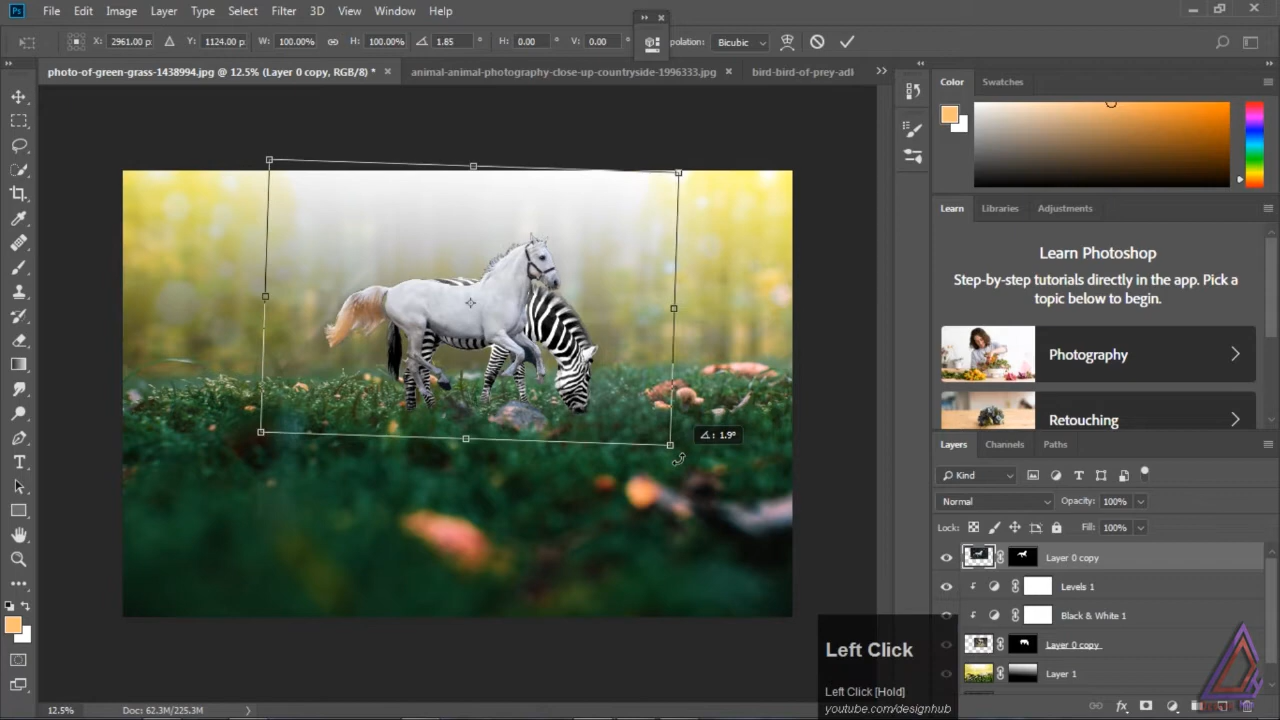 Ps File Edit Image Layer Type Select Filter 3D View Window Help
X: 2961.00 p: Y: 1124.00 p: W: 100.00% H: 100.00% 1.85 ° H: 0.00 ° V: 0.00 ° polation: Bicubic
photo-of-green-grass-1438994.jpg @ 12.5% (Layer 0 copy, RGB/8) * × animal-animal-photography-close-up-countryside-1996333.jpg × bird-bird-of-prey-adl
Color Swatches
Learn Libraries Adjustments
Learn Photoshop
Step-by-step tutorials directly in the app. Pick a
topic below to begin.
Photography
Retouching
1.9°
Layers Channels Paths
Kind
Normal Opacity: 100%
Lock: Fill: 100%
Layer 0 copy
Levels 1
Black & White 1
Layer 0 copy
Layer 1
Left Click
Left Click [Hold]
youtube.com/designhub
12.5% Doc: 62.3M/225.3M